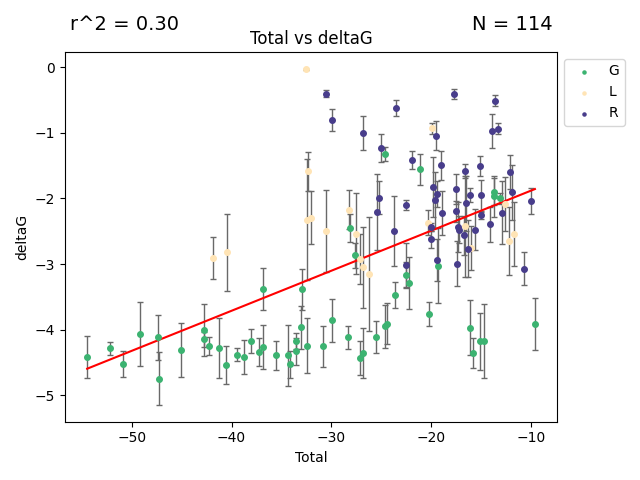 r^2 = 0.30 N = 114
Total vs deltaG
G
L
R
0
−1
−2
−3
−4
−5
deltaG
−50 −40 −30 −20 −10
Total